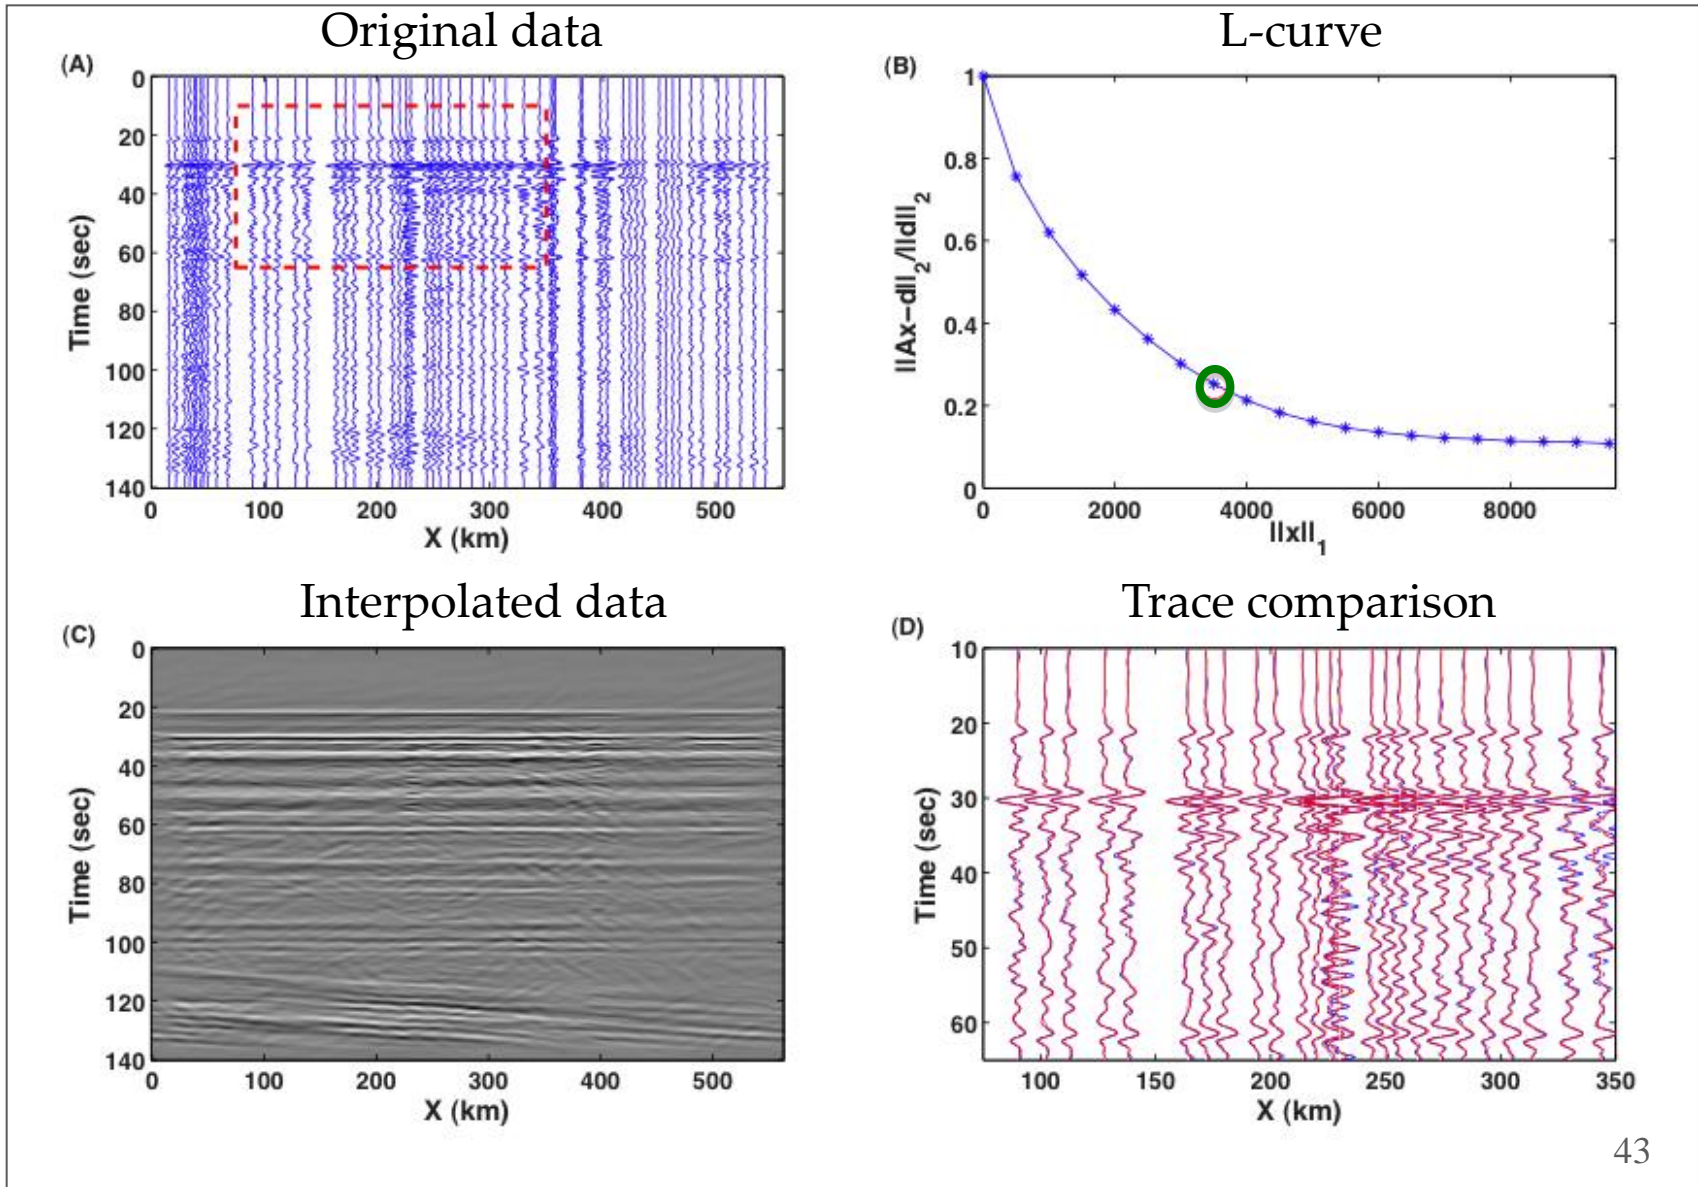 Original data
(A)
0
20
40
60
80
100
120
140
Time (sec)
0 100 200 300 400 500
X (km)
L-curve
(B)
1
0.8
0.6
0.4
0.2
0
||Ax−d||2/||d||2
0 2000 4000 6000 8000
||x||1
Interpolated data
(C)
0
20
40
60
80
100
120
140
Time (sec)
0 100 200 300 400 500
X (km)
Trace comparison
(D)
10
20
30
40
50
60
Time (sec)
100 150 200 250 300 350
X (km)
43